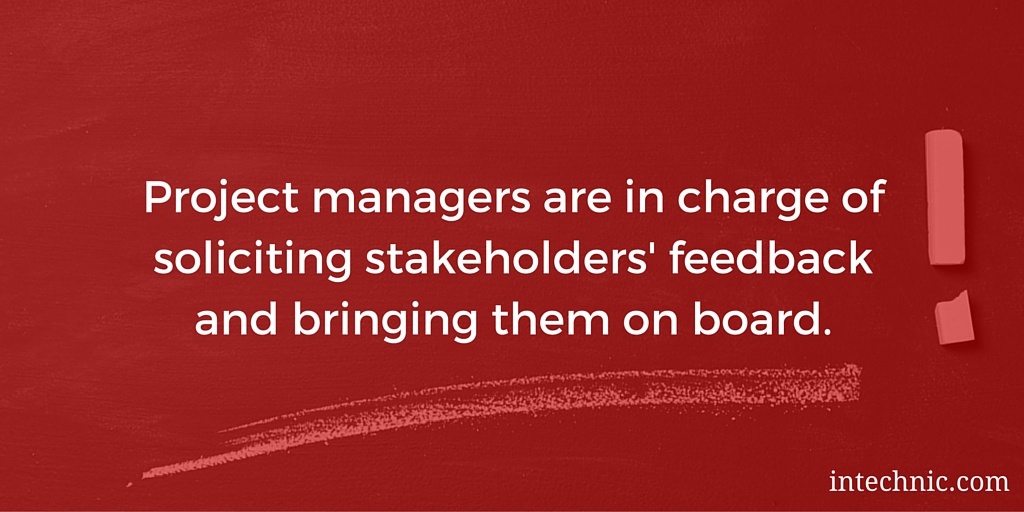 Project managers are in charge of
soliciting stakeholders' feedback
and bringing them on board.
intechnic.com